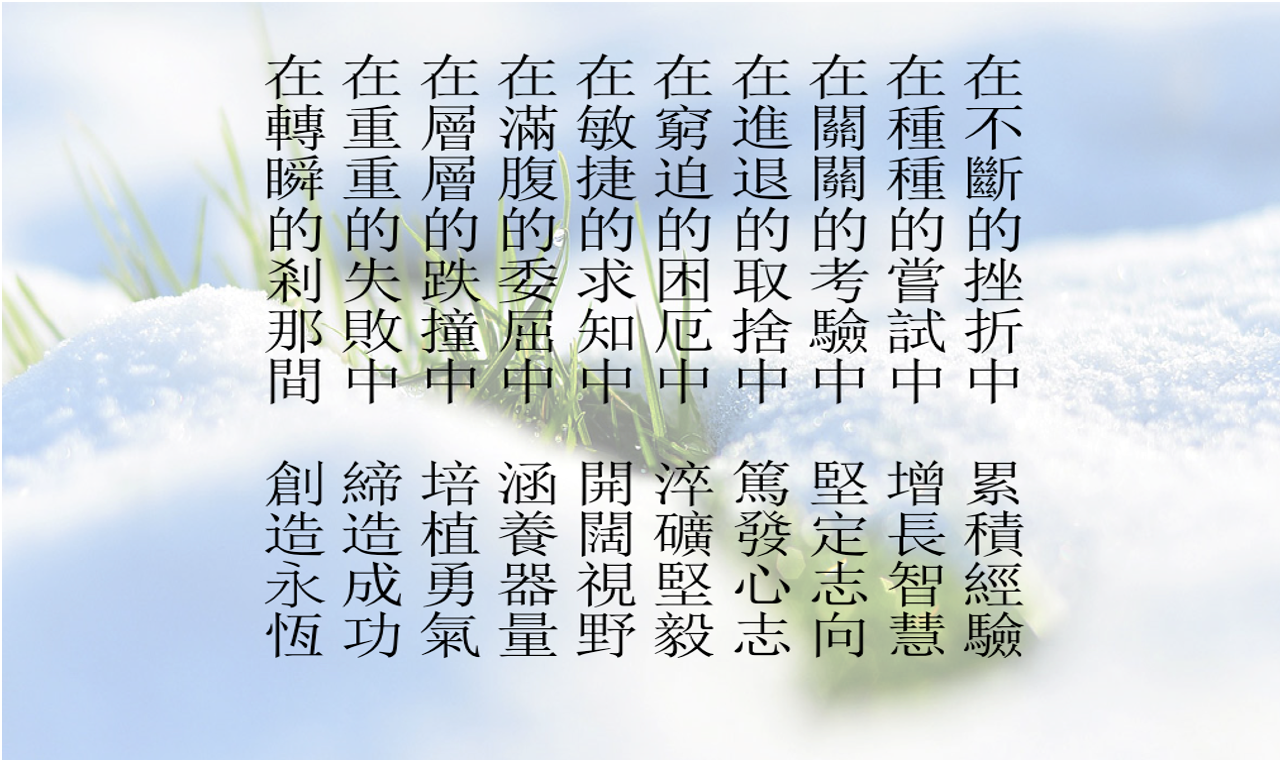 在不斷的挫折中　累積經驗
在種種的嘗試中　增長智慧
在關關的考驗中　堅定志向
在進退的取捨中　篤發心志
在窮迫的困厄中　淬礦堅毅
在敏捷的求知中　開闊視野
在滿腹的委屈中　涵養器量
在層層的跌撞中　培植勇氣
在重重的失敗中　締造成功
在轉瞬的剎那間　創造永恆